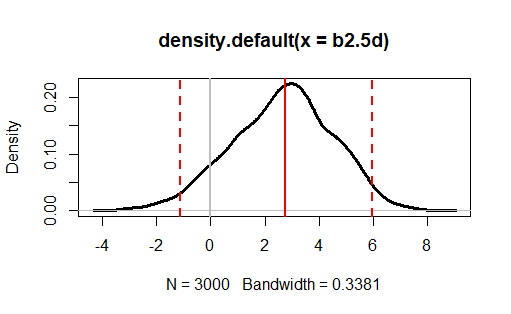 density.default(x = b2.5d)
Density
0.20
0.10
0.00
-4 -2 0 2 4 6 8
N = 3000 Bandwidth = 0.3381